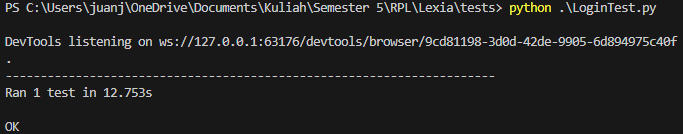 PS C:\Users\juanj\OneDrive\Documents\Kuliah\Semester 5\RPL\Lexia\tests> python .\LoginTest.py
DevTools listening on ws://127.0.0.1:63176/devtools/browser/9cd81198-3d0d-42de-9905-6d894975c40f
.
----------------------------------------------------------------------
Ran 1 test in 12.753s
OK